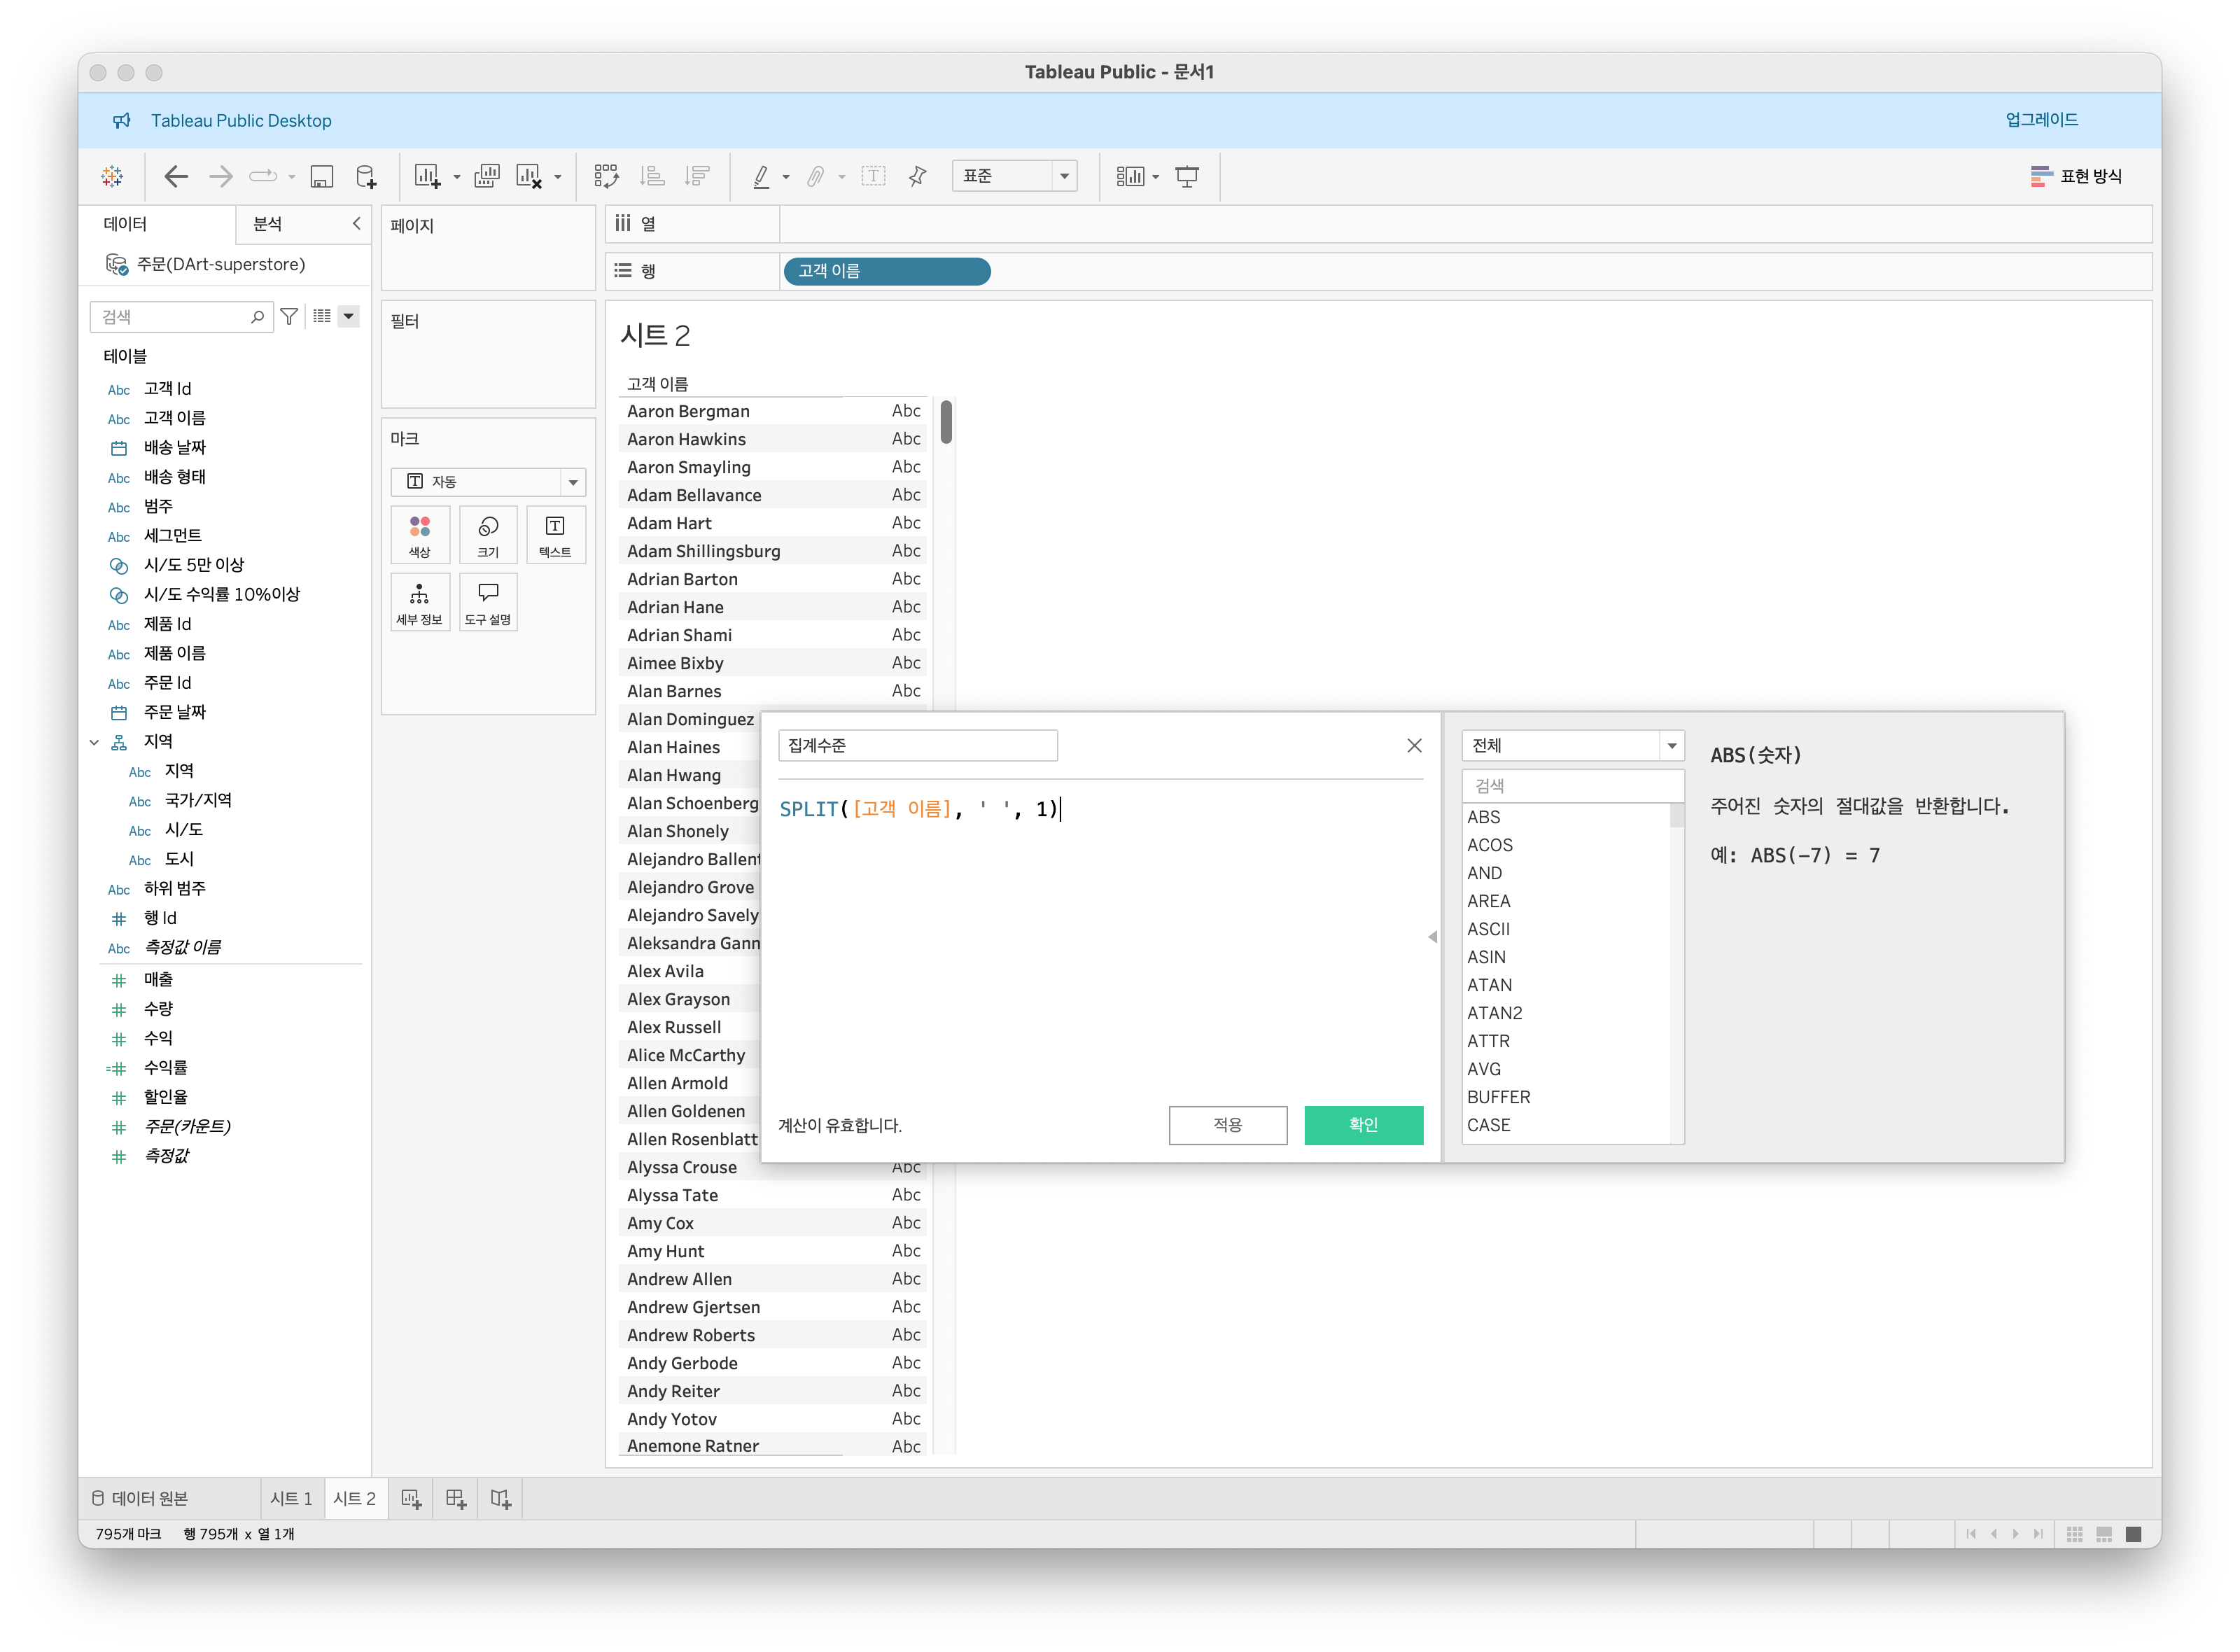 Tableau Public - 문서1
Tableau Public Desktop
업그레이드
표준
표현 방식
데이터
분석
주문(DArt-superstore)
검색
테이블
Abc 고객 Id
Abc 고객 이름
배송 날짜
Abc 배송 형태
Abc 범주
Abc 세그먼트
시/도 5만 이상
시/도 수익률 10%이상
Abc 제품 Id
Abc 제품 이름
Abc 주문 Id
주문 날짜
지역
Abc 지역
Abc 국가/지역
Abc 시/도
Abc 도시
Abc 하위 범주
행 Id
Abc 측정값 이름
매출
수량
수익
수익률
할인율
주문(카운트)
측정값
페이지
필터
마크
자동
색상
크기
텍스트
세부 정보
도구 설명
열
행
고객 이름
시트 2
고객 이름
Aaron Bergman Abc
Aaron Hawkins Abc
Aaron Smayling Abc
Adam Bellavance Abc
Adam Hart Abc
Adam Shillingsburg Abc
Adrian Barton Abc
Adrian Hane Abc
Adrian Shami Abc
Aimee Bixby Abc
Alan Barnes Abc
Alan Dominguez
Alan Haines
Alan Hwang
Alan Schoenberg
Alan Shonely
Alejandro Ballent
Alejandro Grove
Alejandro Savely
Aleksandra Gann
Alex Avila
Alex Grayson
Alex Russell
Alice McCarthy
Allen Armold
Allen Goldenen
Allen Rosenblatt
Alyssa Crouse Abc
Alyssa Tate Abc
Amy Cox Abc
Amy Hunt Abc
Andrew Allen Abc
Andrew Gjertsen Abc
Andrew Roberts Abc
Andy Gerbode Abc
Andy Reiter Abc
Andy Yotov Abc
Anemone Ratner Abc
집계수준
SPLIT([고객 이름], ' ', 1)
계산이 유효합니다.
적용
확인
전체
검색
ABS
ACOS
AND
AREA
ASCII
ASIN
ATAN
ATAN2
ATTR
AVG
BUFFER
CASE
ABS(숫자)
주어진 숫자의 절대값을 반환합니다.
예: ABS(-7) = 7
데이터 원본
시트 1
시트 2
795개 마크 행 795개 x 열 1개